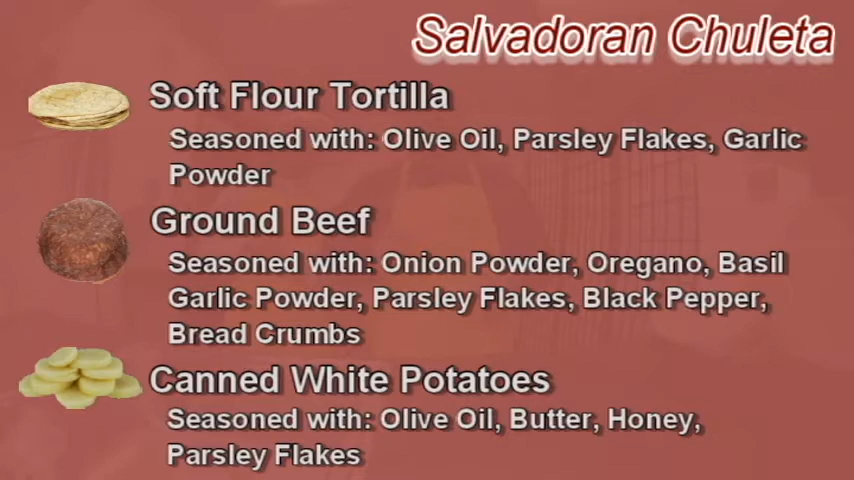 Salvadoran Chuleta
Soft Flour Tortilla
Seasoned with: Olive Oil, Parsley Flakes, Garlic
Powder
Ground Beef
Seasoned with: Onion Powder, Oregano, Basil
Garlic Powder, Parsley Flakes, Black Pepper,
Bread Crumbs
Canned White Potatoes
Seasoned with: Olive Oil, Butter, Honey,
Parsley Flakes